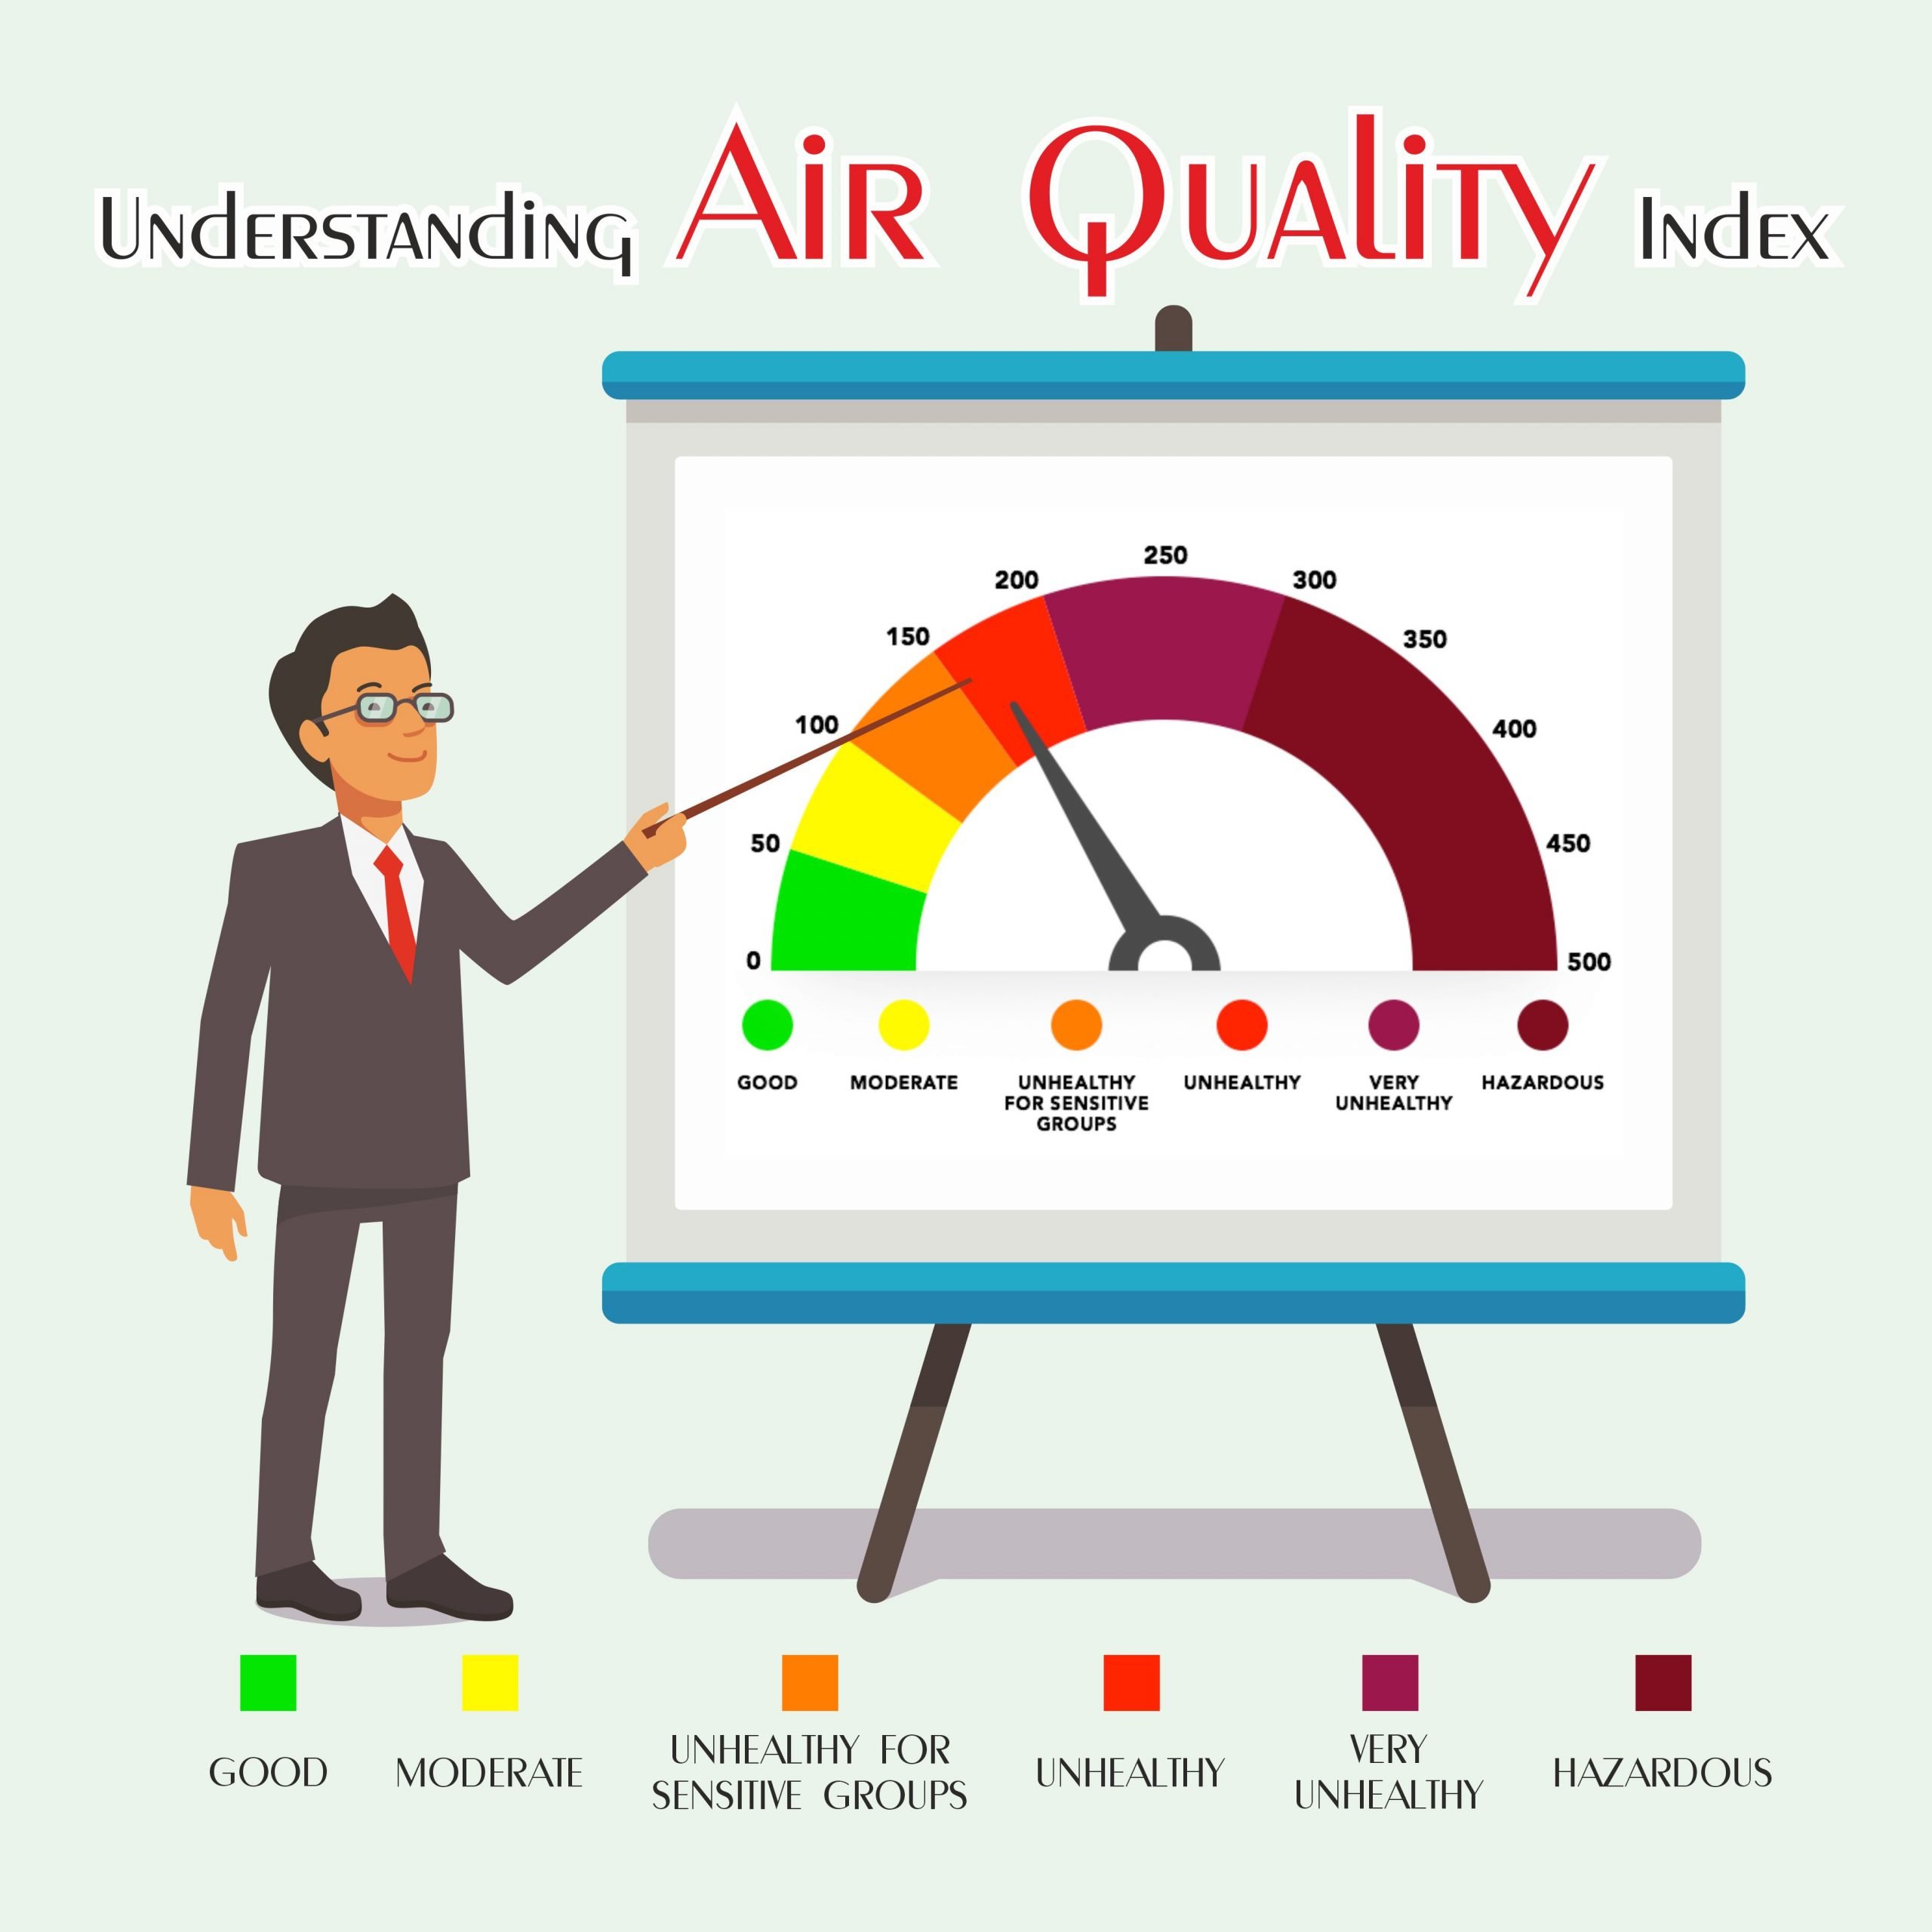 Understanding Air Quality Index
250
200
300
150
350
100
400
50
450
0
500
GOOD
MODERATE
UNHEALTHY
FOR SENSITIVE
GROUPS
UNHEALTHY
VERY
UNHEALTHY
HAZARDOUS
GOOD
MODERATE
UNHEALTHY FOR
SENSITIVE GROUPS
UNHEALTHY
VERY
UNHEALTHY
HAZARDOUS